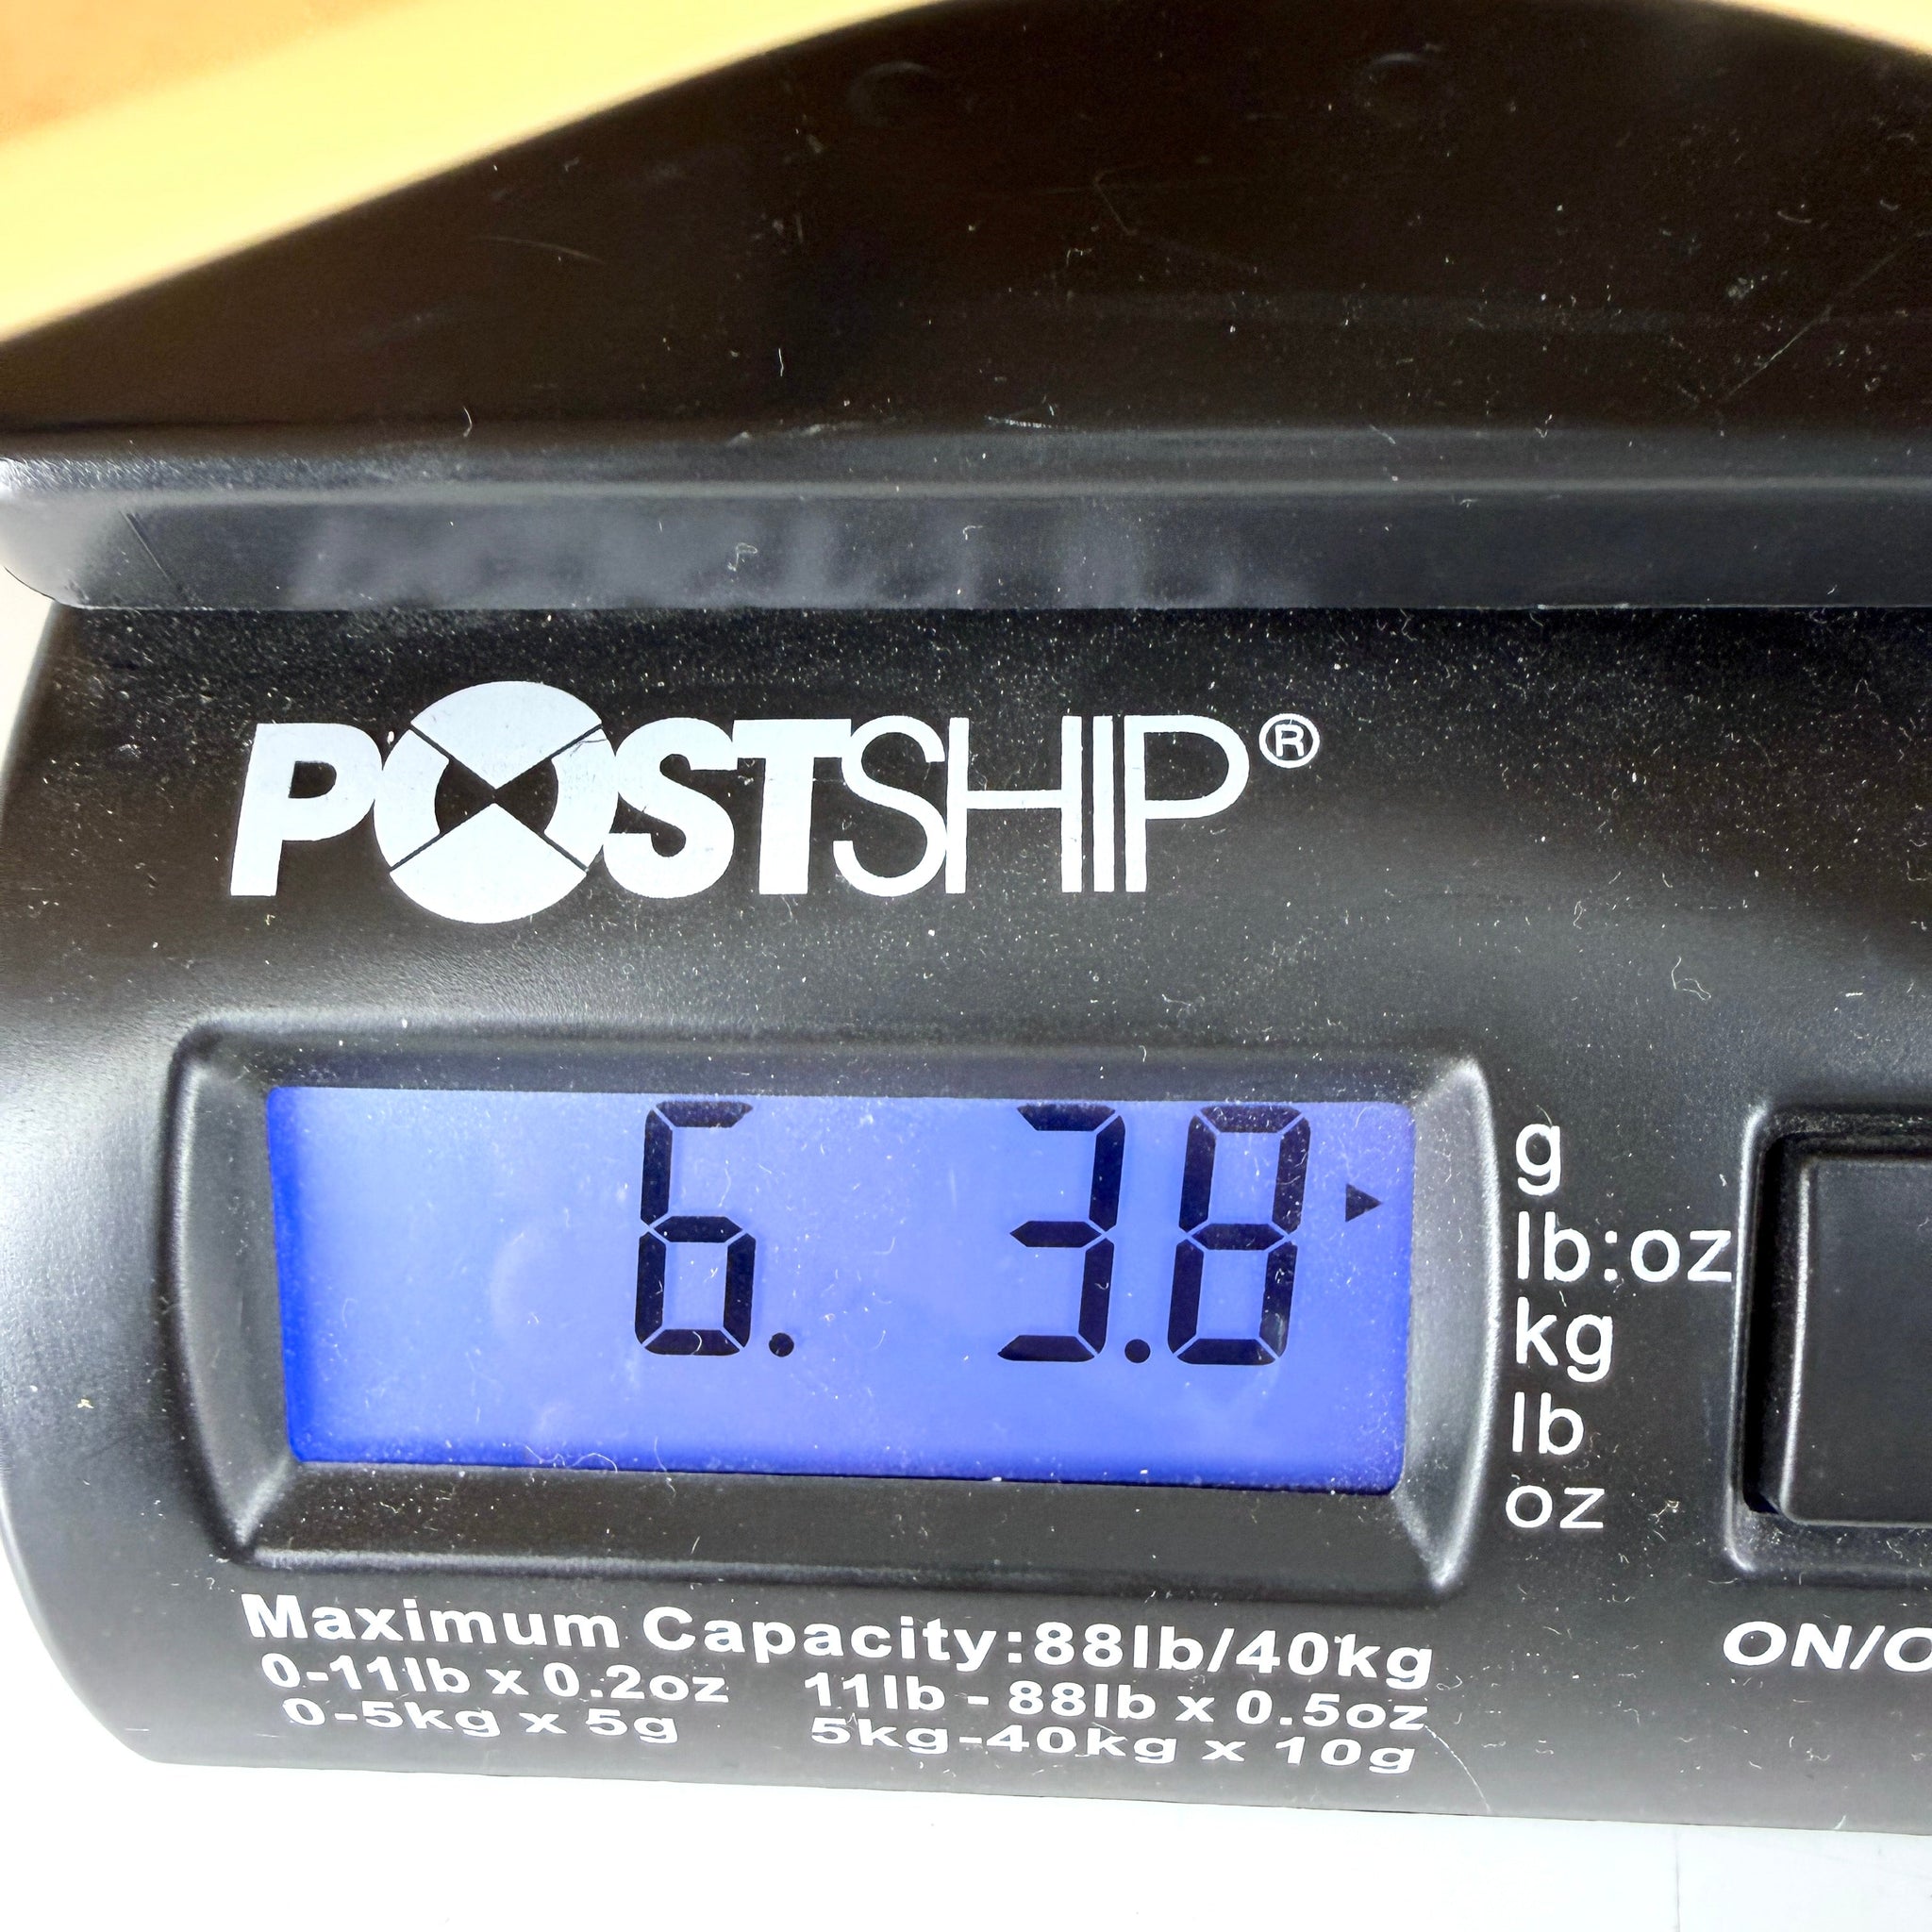 POSTSHIP®
6. 3.8
g
lb:oz
kg
lb
oz
Maximum Capacity:88lb/40kg
0-11lb x 0.2oz 11lb - 88lb x 0.5oz
0-5kg x 5g 5kg-40kg x 10g
ON/O